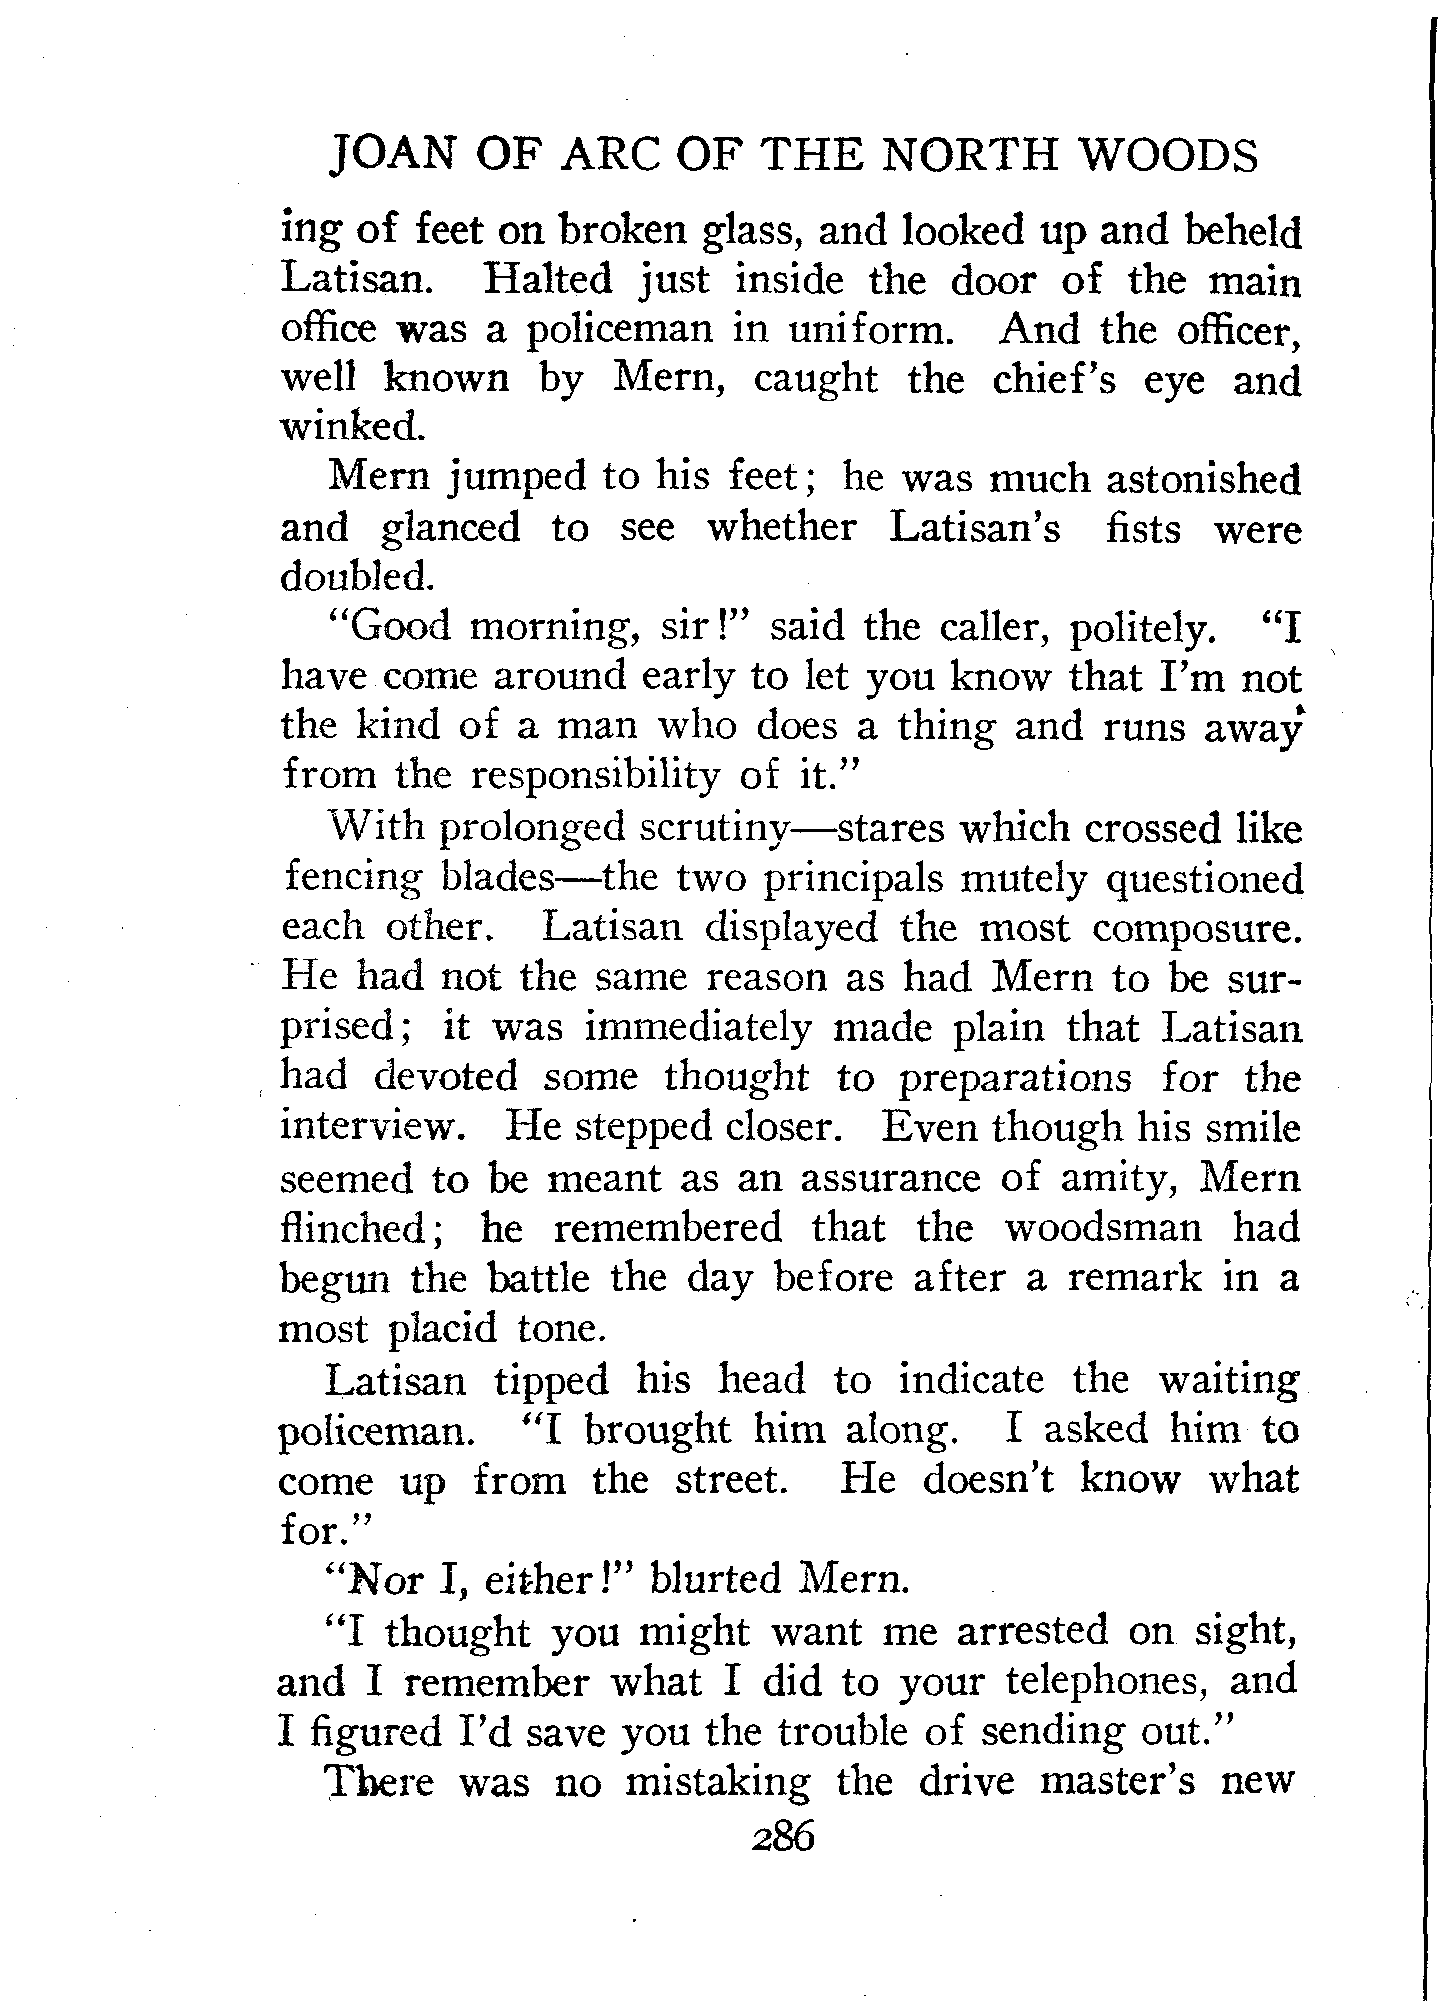 JOAN OF ARC OF THE NORTH WOODS
ing of feet on broken glass, and looked up and beheld
Latisan. Halted just inside the door of the main
office was a policeman in uniform. And the officer,
well known by Mern, caught the chief's eye and
winked.
Mern jumped to his feet; he was much astonished
and glanced to see whether Latisan's fists were
doubled.
"Good morning, sir!" said the caller, politely. "I
have come around early to let you know that I'm not
the kind of a man who does a thing and runs away
from the responsibility of it."
With prolonged scrutiny—stares which crossed like
fencing blades—the two principals mutely questioned
each other. Latisan displayed the most composure.
He had not the same reason as had Mern to be sur-
prised; it was immediately made plain that Latisan
had devoted some thought to preparations for the
interview. He stepped closer. Even though his smile
seemed to be meant as an assurance of amity, Mern
flinched; he remembered that the woodsman had
begun the battle the day before after a remark in a
most placid tone.
Latisan tipped his head to indicate the waiting
policeman. "I brought him along. I asked him to
come up from the street. He doesn't know what
for."
"Nor I, either!" blurted Mern.
"I thought you might want me arrested on sight,
and I remember what I did to your telephones, and
I figured I'd save you the trouble of sending out."
There was no mistaking the drive master's new
286